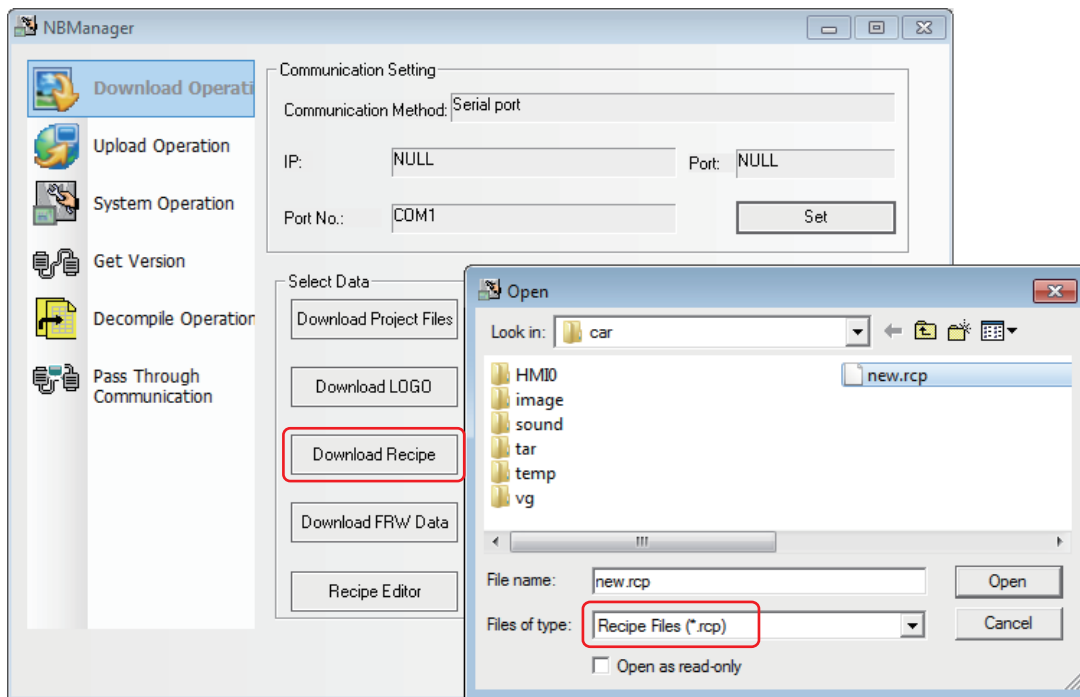 NBManager
Download Operati
Upload Operation
System Operation
Get Version
Decompile Operation
Pass Through
Communication
Communication Setting
Communication Method: Serial port
IP: NULL Port: NULL
Port No.: COM1 Set
Select Data
Download Project Files
Download LOGO
Download Recipe
Download FRW Data
Recipe Editor
Open
Look in: car
HMI0
image
sound
tar
temp
vg
new.rcp
File name: new.rcp Open
Files of type: Recipe Files (*.rcp) Cancel
Open as read-only